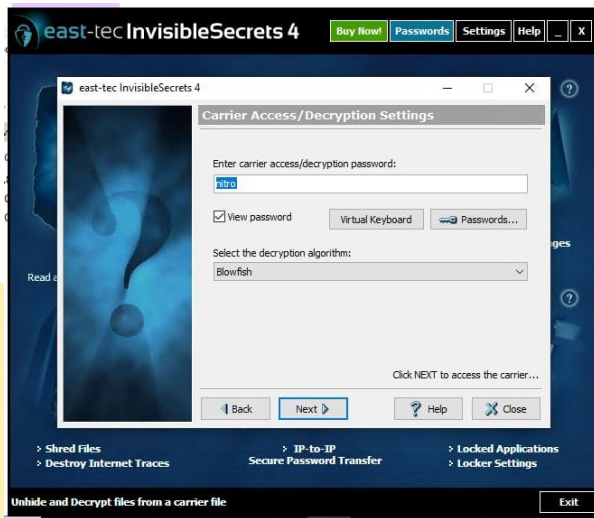 east-tec InvisibleSecrets 4
Buy Now! Passwords Settings Help _ X
east-tec InvisibleSecrets 4
Carrier Access/Decryption Settings
Enter carrier access/decryption password:
nitro
View password
Virtual Keyboard
Passwords...
Select the decryption algorithm:
Blowfish
Click NEXT to access the carrier...
Back
Next
Help
Close
Read a
ges
> Shred Files
> Destroy Internet Traces
> IP-to-IP
Secure Password Transfer
> Locked Applications
> Locker Settings
Unhide and Decrypt files from a carrier file
Exit